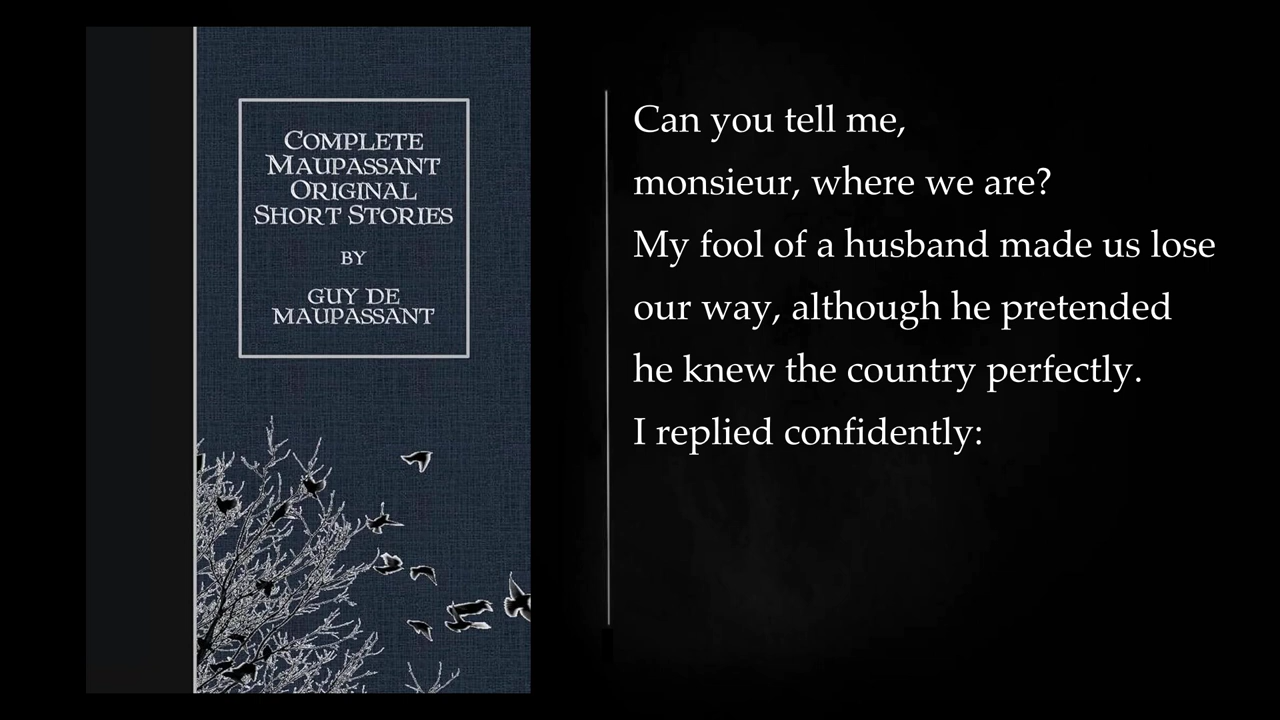 COMPLETE
MAUPASSANT
ORIGINAL
SHORT STORIES
BY
GUY DE
MAUPASSANT
Can you tell me,
monsieur, where we are?
My fool of a husband made us lose
our way, although he pretended
he knew the country perfectly.
I replied confidently: